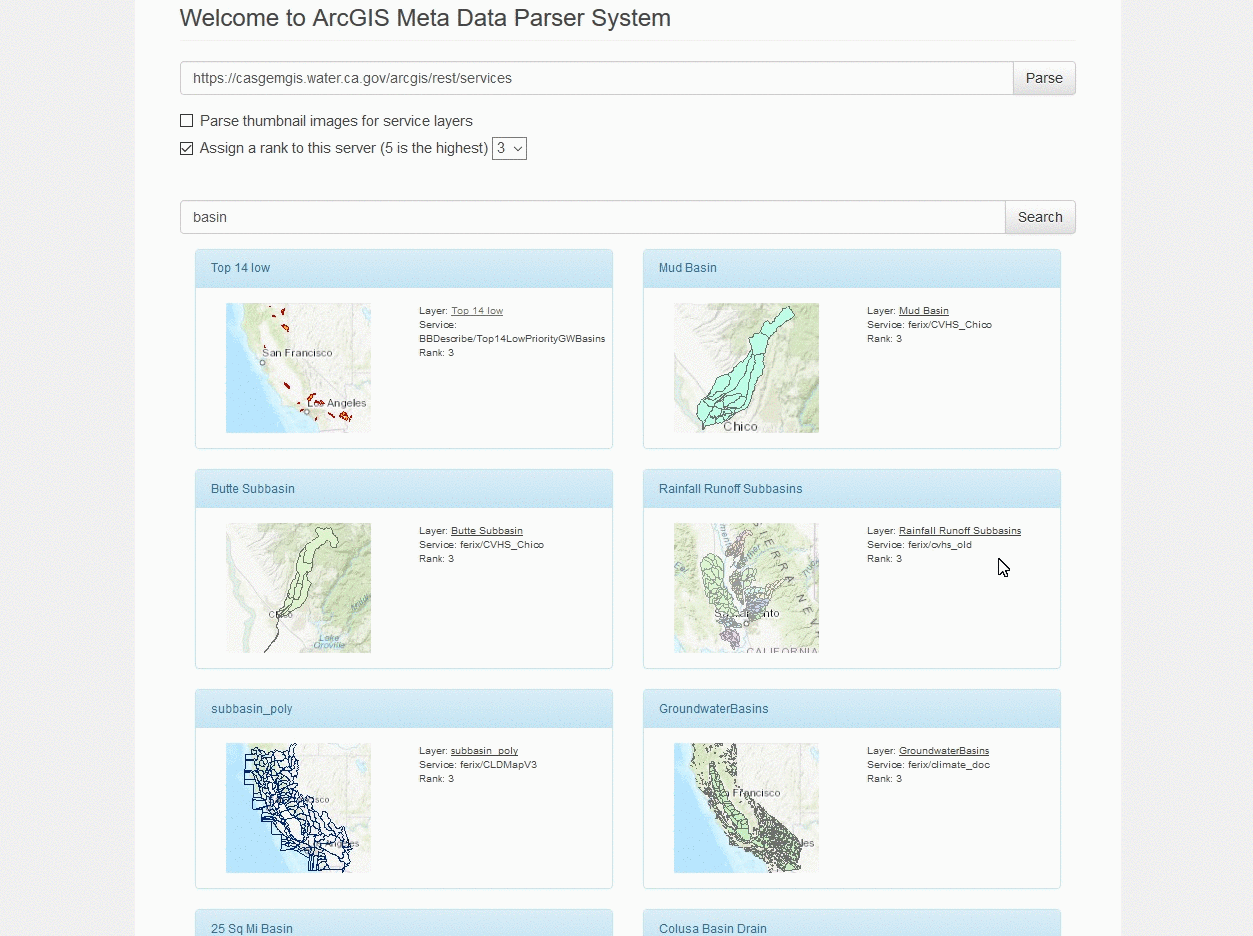 Welcome to ArcGIS Meta Data Parser System
https://casgemgis.water.ca.gov/arcgis/rest/services
Parse
Parse thumbnail images for service layers
Assign a rank to this server (5 is the highest) 3
basin
Search
Top 14 low
San Francisco
Los Angeles
Layer: Top 14 low
Service:
BBDescribe/Top14LowPriorityGWBasins
Rank: 3
Mud Basin
Chico
Layer: Mud Basin
Service: ferix/CVHS_Chico
Rank: 3
Butte Subbasin
Chico
Lake
Oroville
Layer: Butte Subbasin
Service: ferix/CVHS_Chico
Rank: 3
Rainfall Runoff Subbasins
CALIFORNIA
Layer: Rainfall Runoff Subbasins
Service: ferix/cvhs_old
Rank: 3
subbasin_poly
Layer: subbasin_poly
Service: ferix/CLDMapV3
Rank: 3
GroundwaterBasins
Francisco
Layer: GroundwaterBasins
Service: ferix/climate_doc
Rank: 3
25 Sq Mi Basin
Colusa Basin Drain